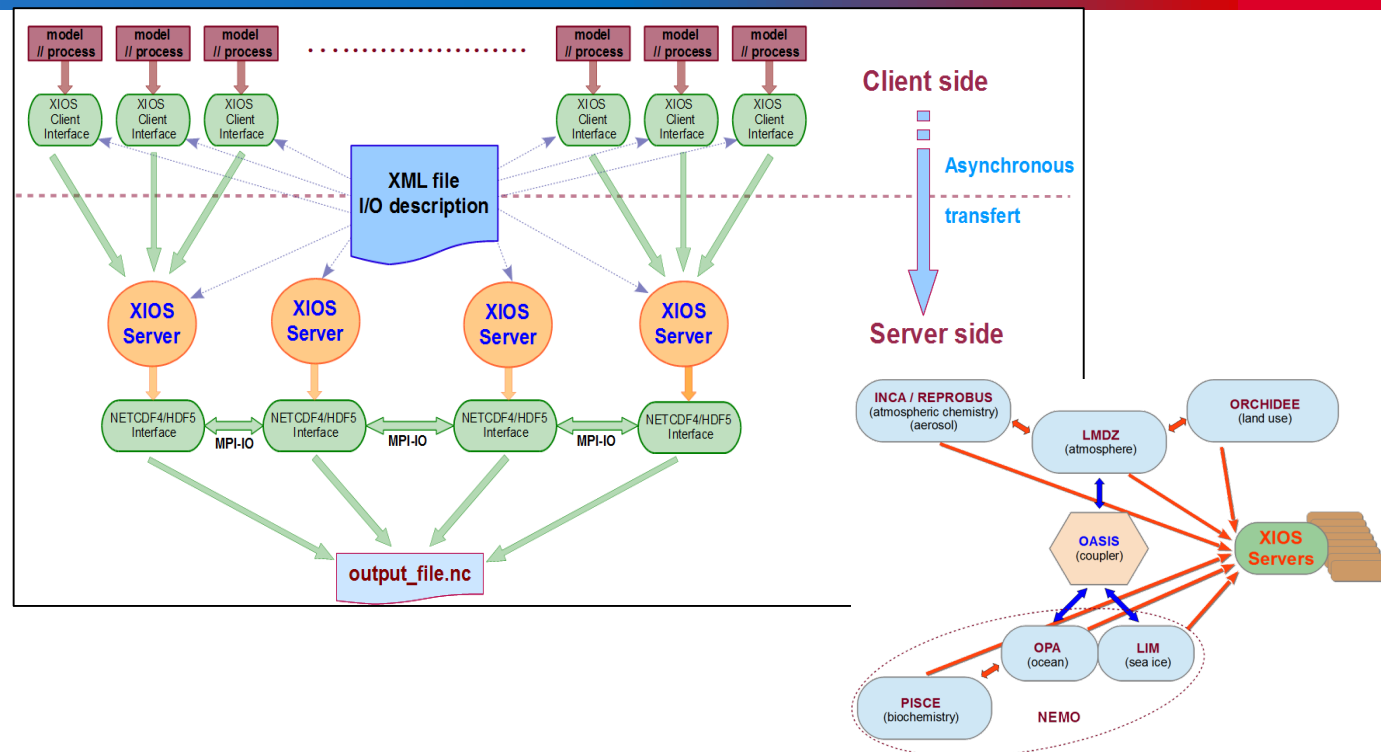 model
// process
model
// process
model
// process
model
// process
model
// process
model
// process
XIOS
Client
Interface
XIOS
Client
Interface
XIOS
Client
Interface
XIOS
Client
Interface
XIOS
Client
Interface
XIOS
Client
Interface
Client side
XML file
I/O description
Asynchronous
transfert
XIOS
Server
XIOS
Server
XIOS
Server
XIOS
Server
Server side
NETCDF4/HDF5
Interface
MPI-IO
NETCDF4/HDF5
Interface
MPI-IO
NETCDF4/HDF5
Interface
MPI-IO
NETCDF4/HDF5
Interface
output_file.nc
INCA / REPROBUS
(atmospheric chemistry)
(aerosol)
LMDZ
(atmosphere)
ORCHIDEE
(land use)
OASIS
(coupler)
XIOS
Servers
OPA
(ocean)
LIM
(sea ice)
PISCE
(biochemistry)
NEMO